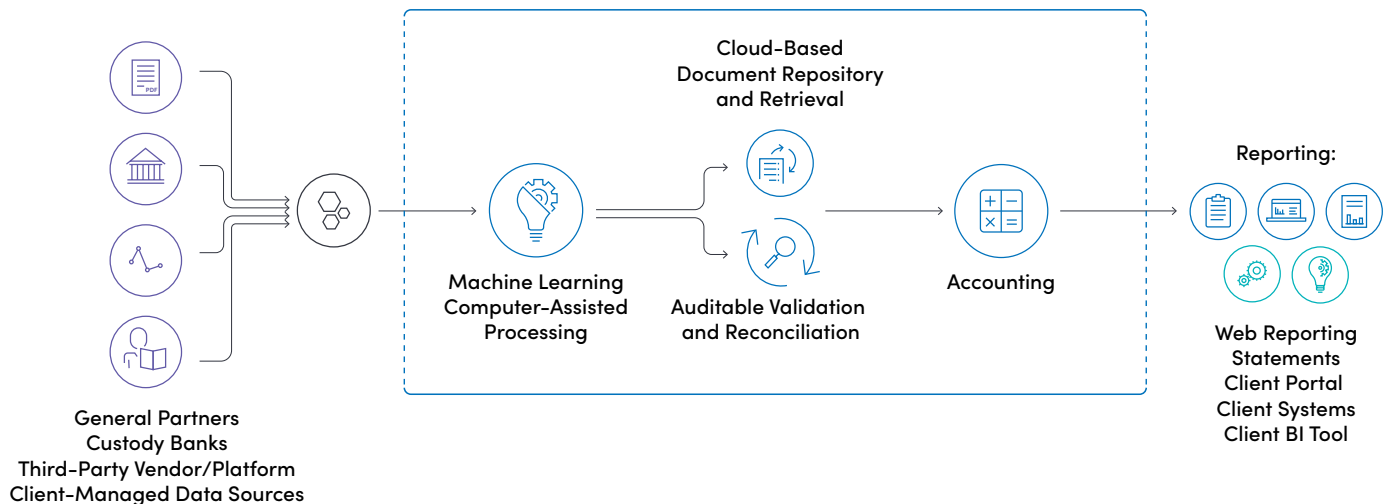 PDF
General Partners
Custody Banks
Third-Party Vendor/Platform
Client-Managed Data Sources
Machine Learning
Computer-Assisted
Processing
Cloud-Based
Document Repository
and Retrieval
Auditable Validation
and Reconciliation
Accounting
Reporting:
Web Reporting
Statements
Client Portal
Client Systems
Client BI Tool